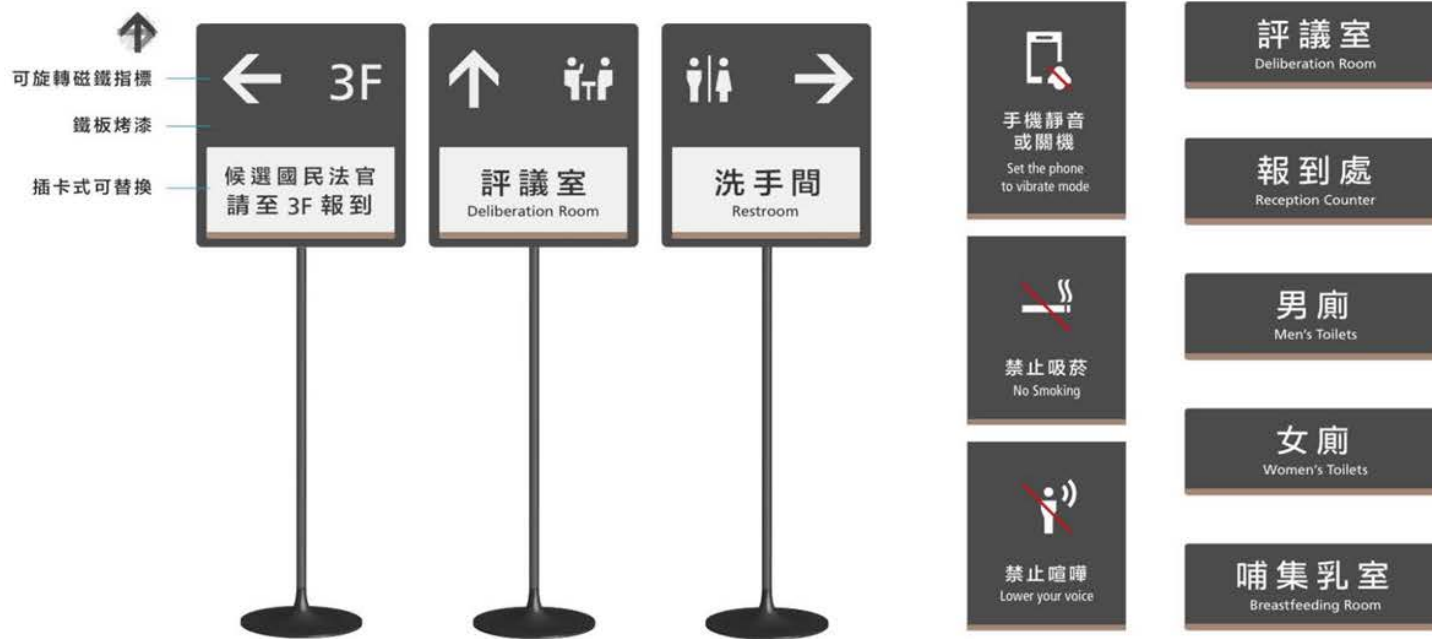 可旋轉磁鐵指標
鐵板烤漆
插卡式可替換
3F
候選國民法官
請至 3F 報到
評議室
Deliberation Room
洗手間
Restroom
手機靜音
或關機
Set the phone
to vibrate mode
禁止吸菸
No Smoking
禁止喧嘩
Lower your voice
評議室
Deliberation Room
報到處
Reception Counter
男廁
Men's Toilets
女廁
Women's Toilets
哺集乳室
Breastfeeding Room